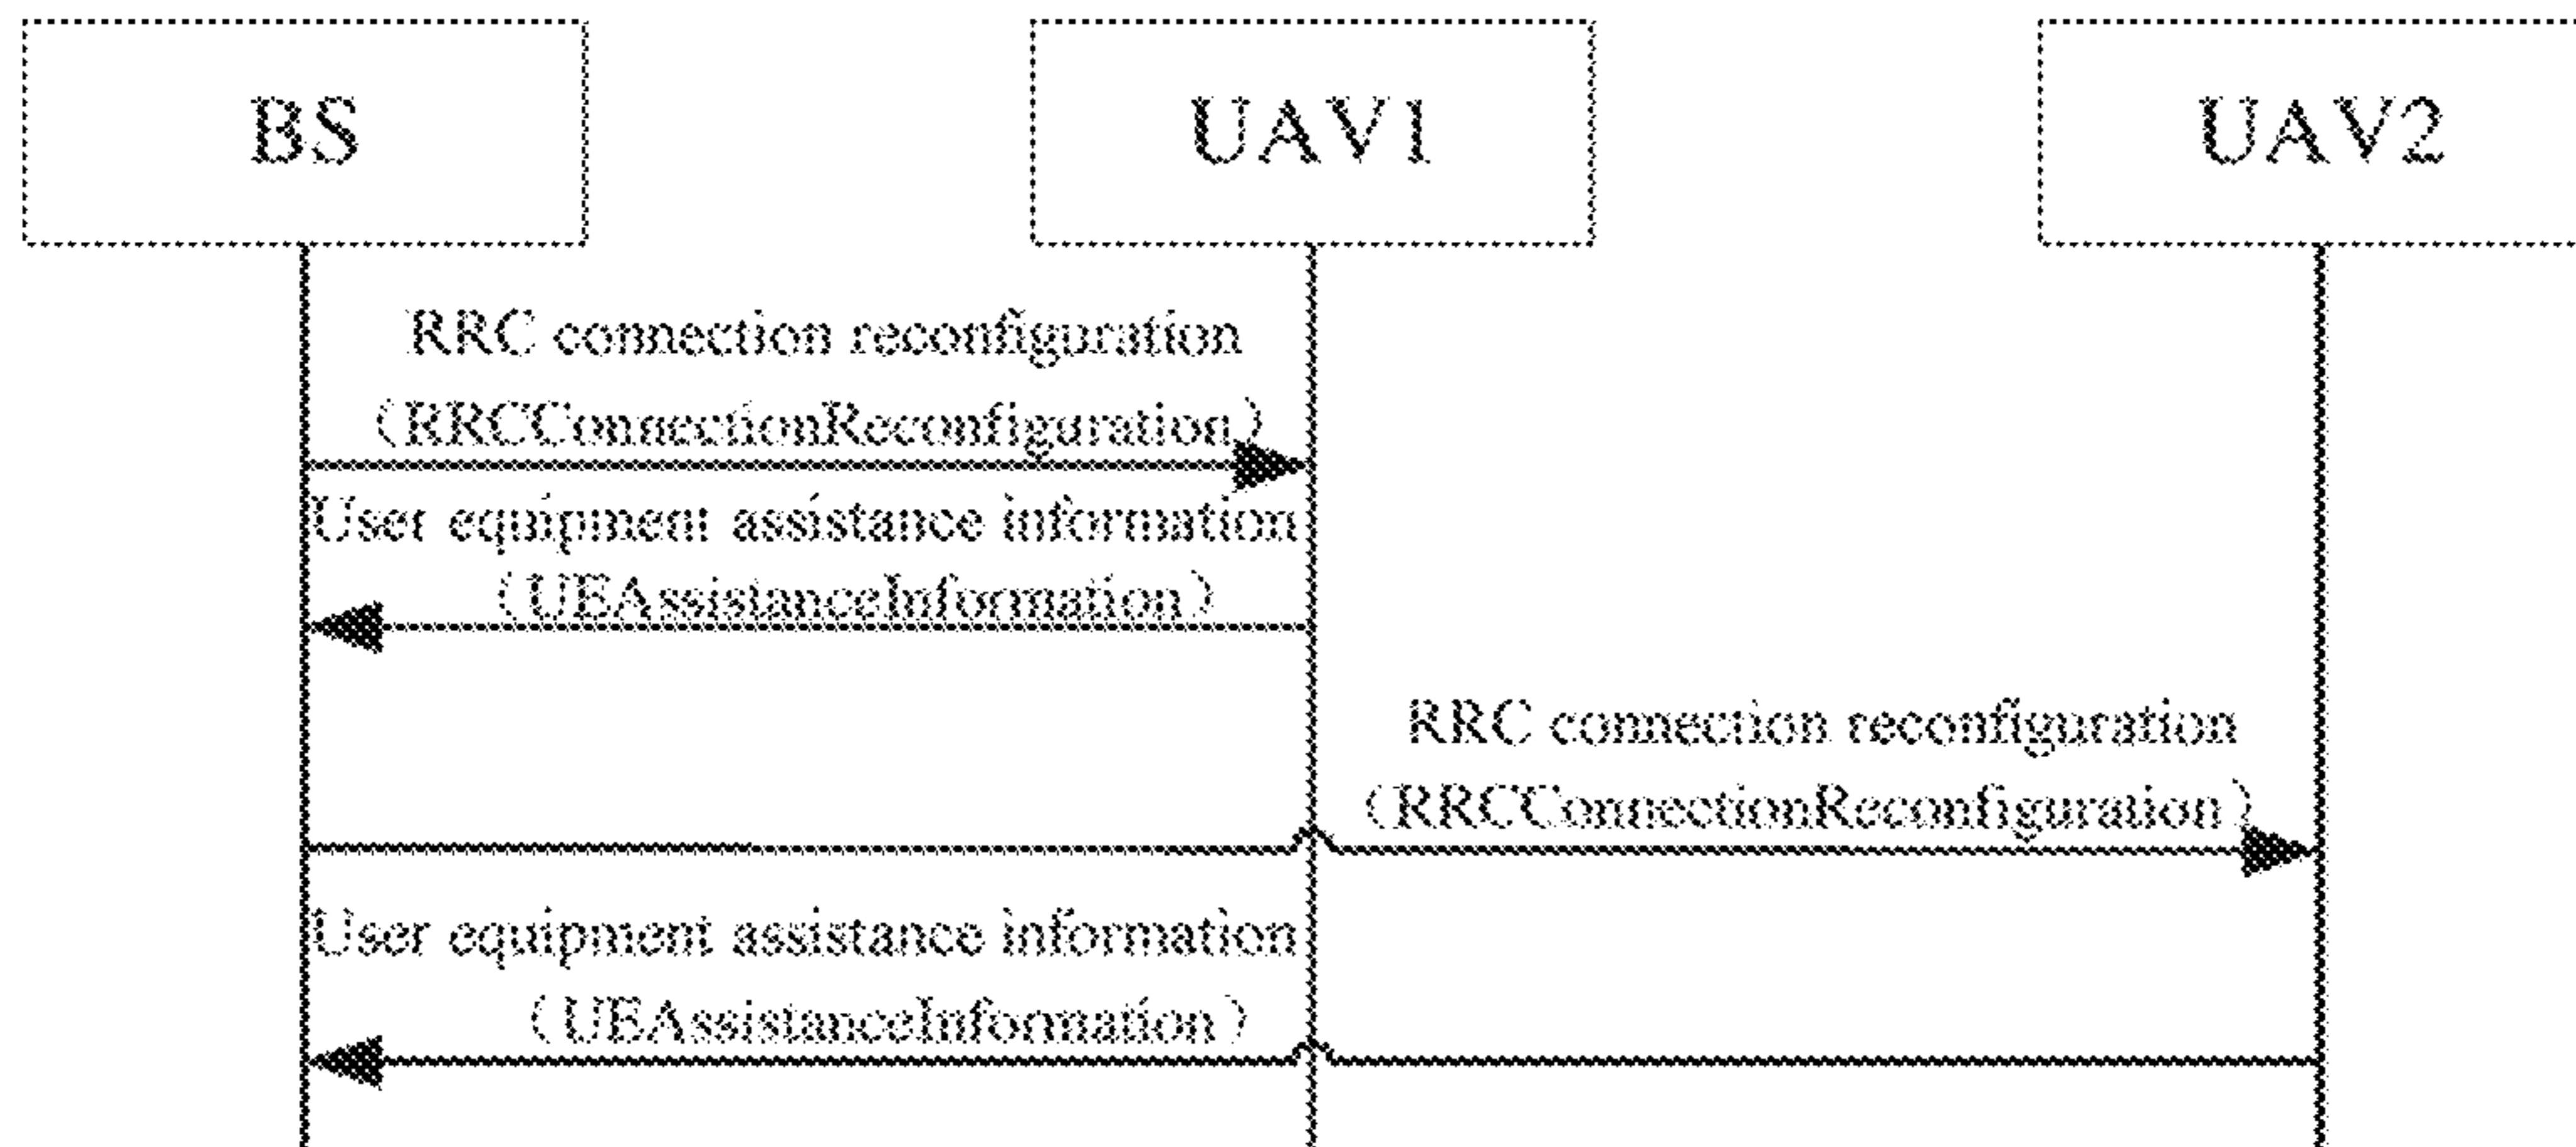 BS
UAV1
UAV2
RRC connection reconfiguration
（RRCConnectionReconfiguration）
User equipment assistance information
（UEAssistanceInformation）
RRC connection reconfiguration
（RRCConnectionReconfiguration）
User equipment assistance information
（UEAssistanceInformation）